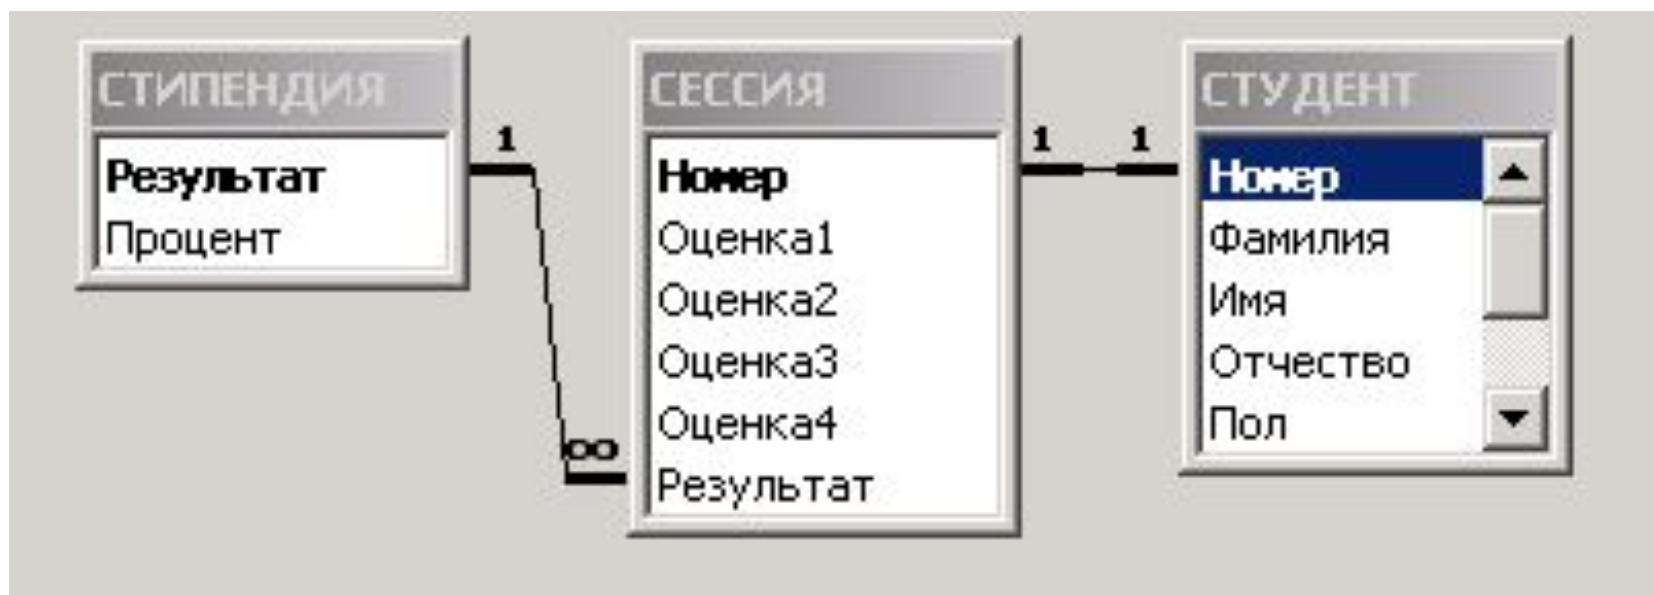 СТИПЕНДИЯ
Результат
Процент
1
∞
СЕССИЯ
Номер
Оценка1
Оценка2
Оценка3
Оценка4
Результат
1
1
СТУДЕНТ
Номер
Фамилия
Имя
Отчество
Пол